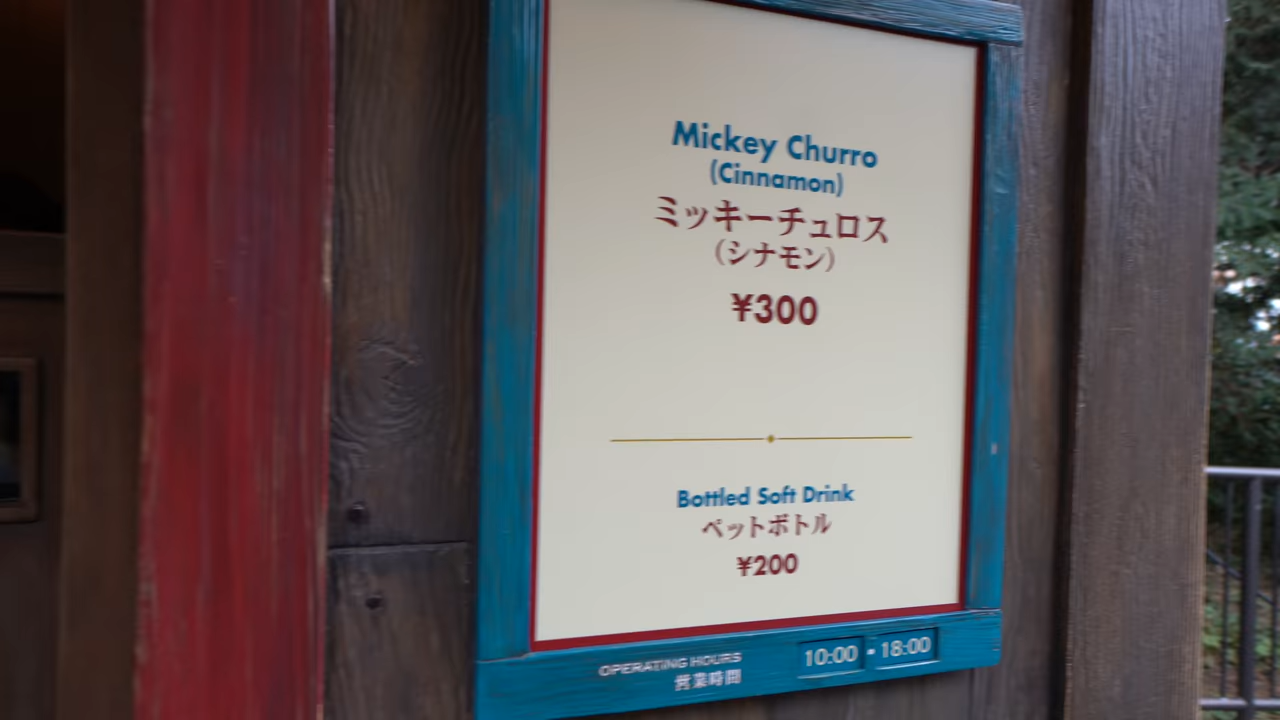 Mickey Churro
(Cinnamon)
ミッキーチュロス
(シナモン)
¥300
Bottled Soft Drink
ペットボトル
¥200
OPERATING HOURS 10:00 - 18:00
営業時間